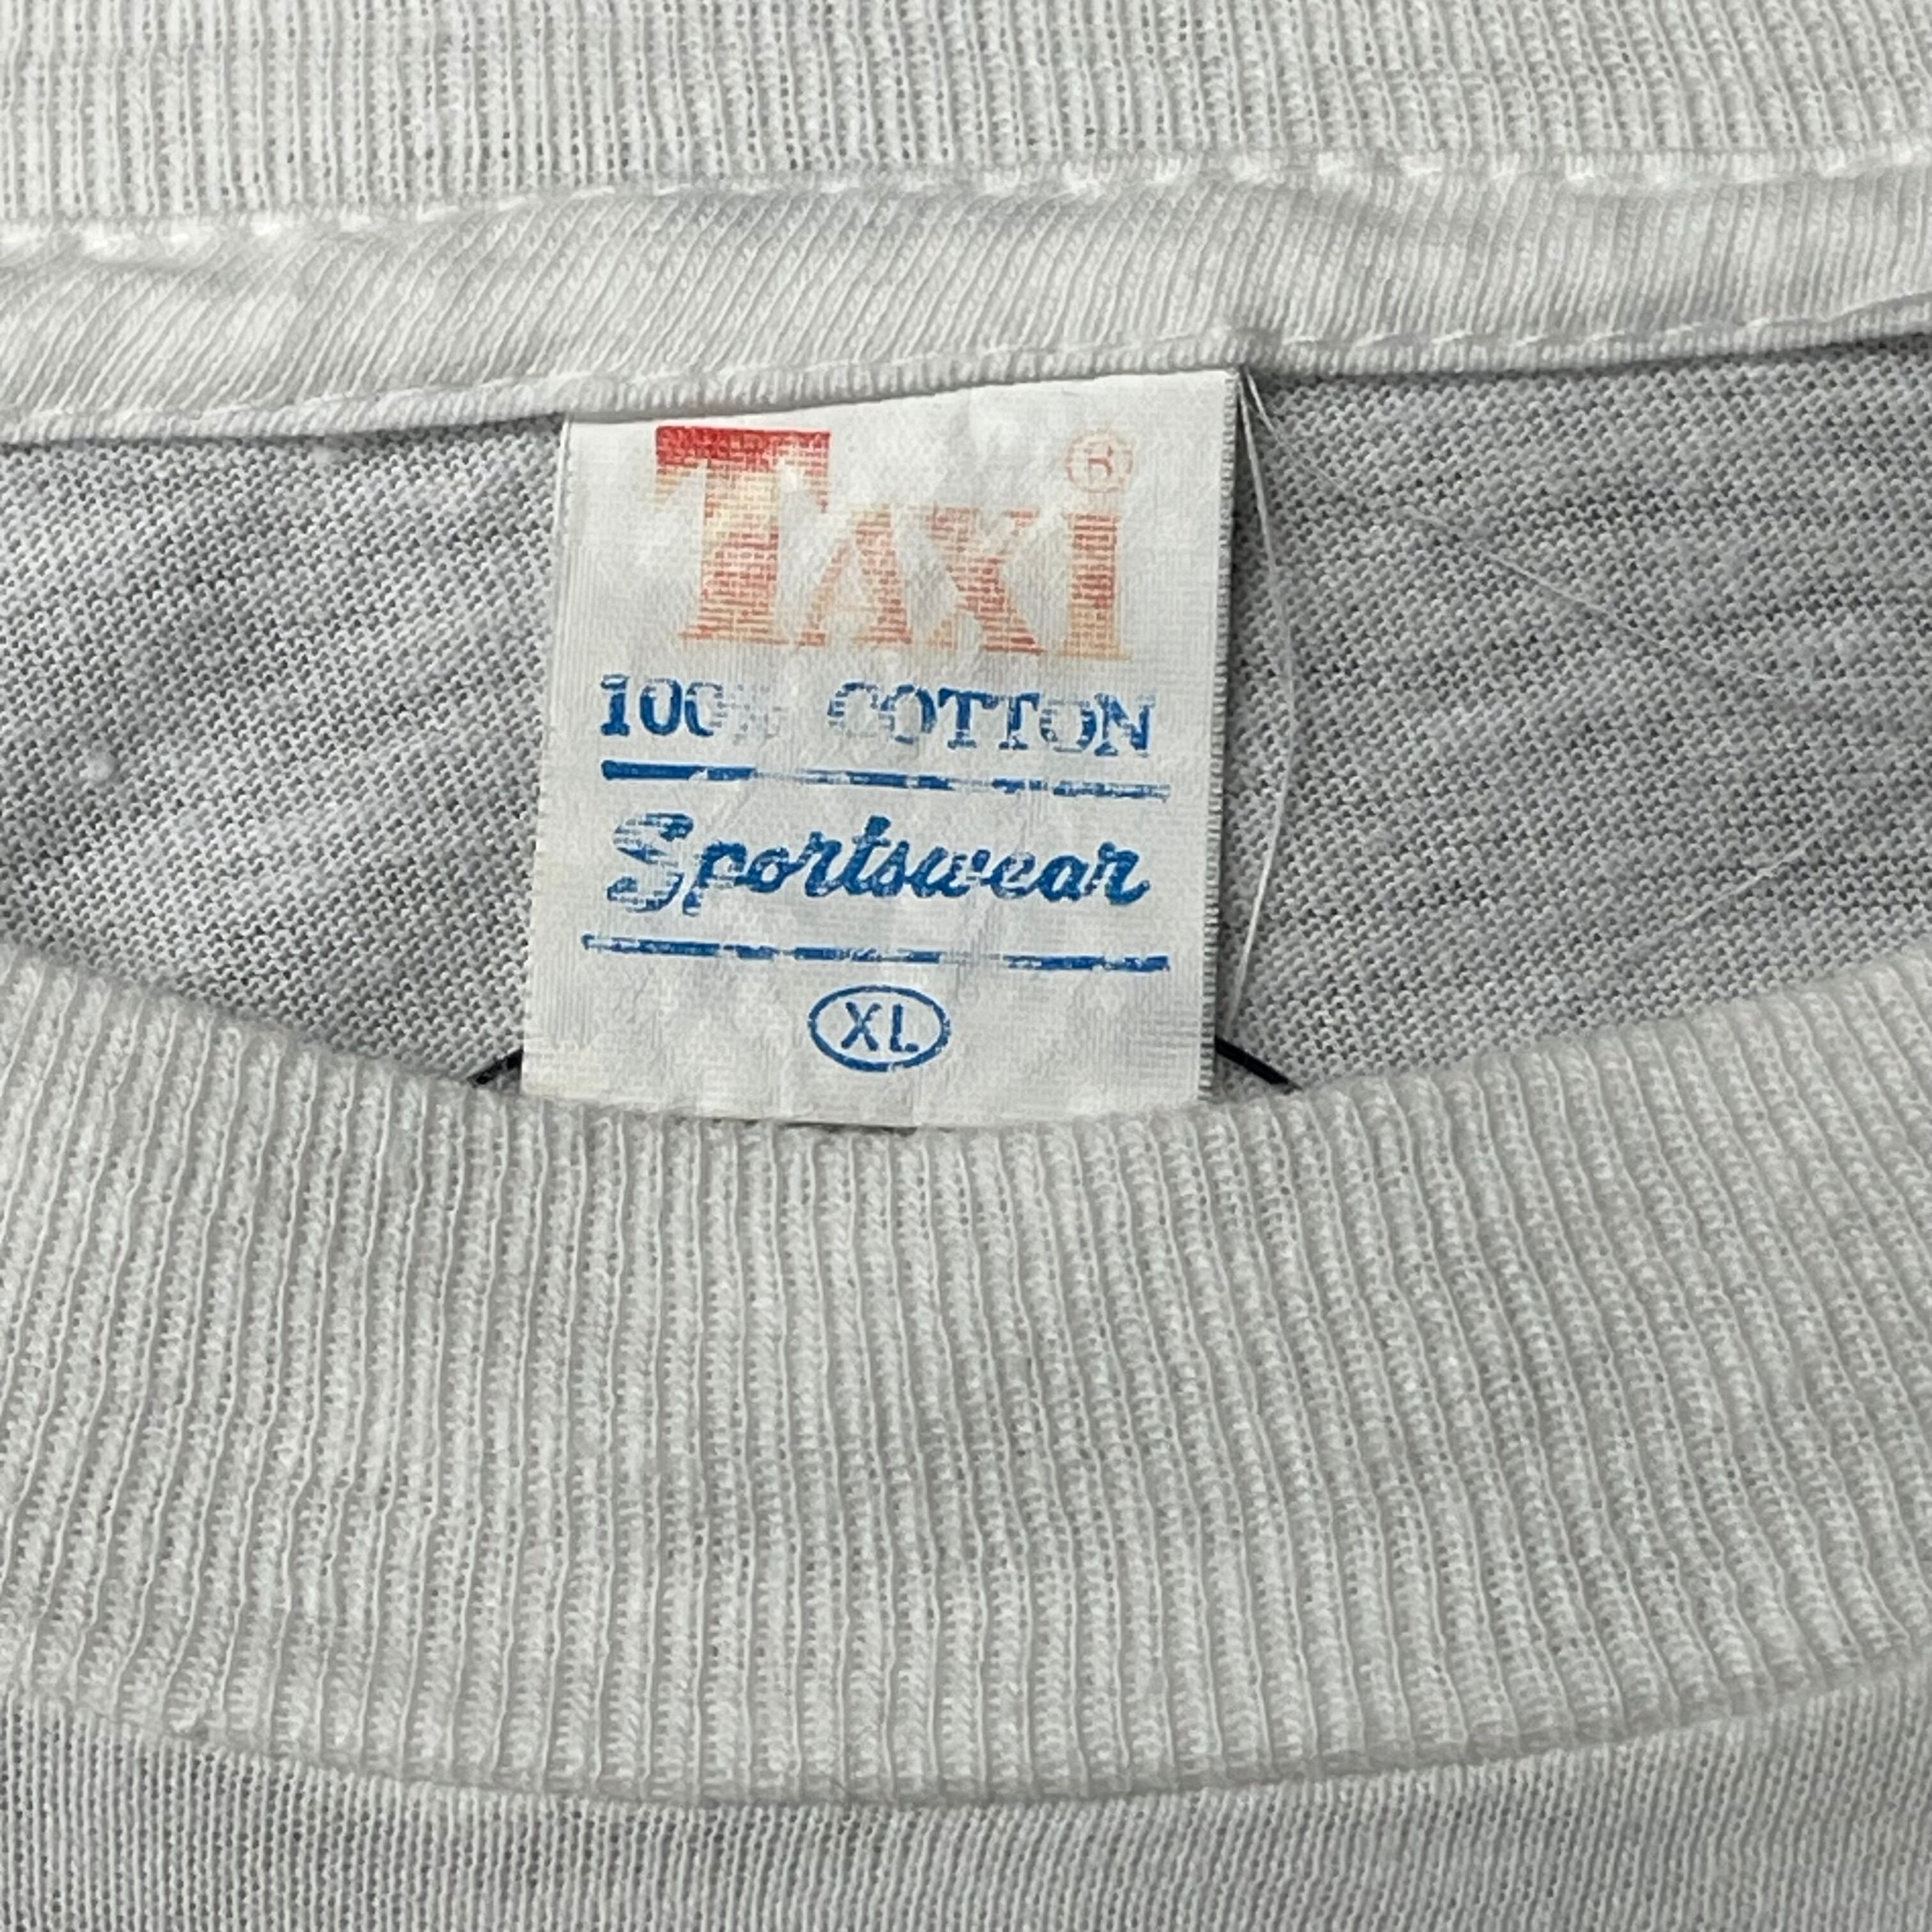 TAXi ®
100% COTTON
Sportswear
XL